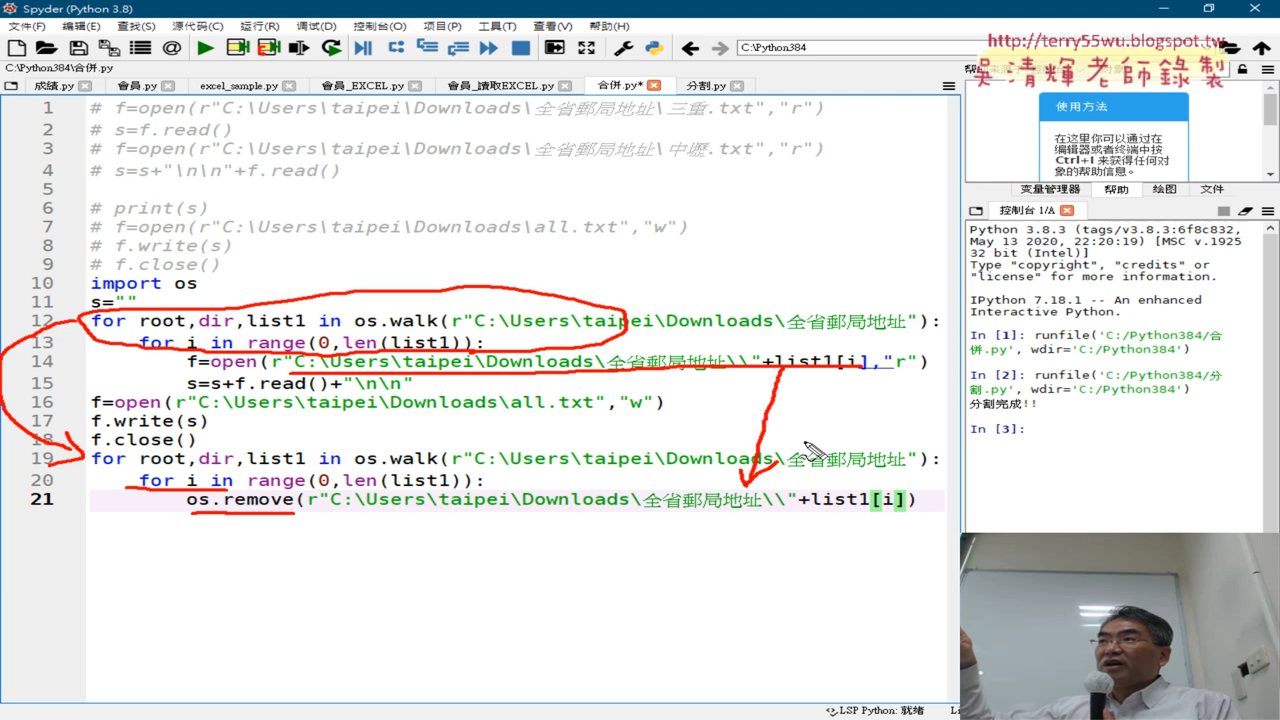 Spyder (Python 3.8)
文件(F) 编辑(E) 查找(S) 源代码(C) 运行(R) 调试(D) 控制台(O) 项目(P) 工具(T) 查看(V) 帮助(H)
C:\Python384
http://terry55wu.blogspot.tw
吳清輝老師錄製
C:\Python384\合併.py
成績.py 會員.py excel_sample.py 會員_EXCEL.py 會員_讀取EXCEL.py 合併.py* 分割.py
1 # f=open(r"C:\Users\taipei\Downloads\全省郵局地址\三重.txt","r")
2 # s=f.read()
3 # f=open(r"C:\Users\taipei\Downloads\全省郵局地址\中壢.txt","r")
4 # s=s+"\n\n"+f.read()
5
6 # print(s)
7 # f=open(r"C:\Users\taipei\Downloads\all.txt","w")
8 # f.write(s)
9 # f.close()
10 import os
11 s=""
12 for root,dir,list1 in os.walk(r"C:\Users\taipei\Downloads\全省郵局地址"):
13 for i in range(0,len(list1)):
14 f=open(r"C:\Users\taipei\Downloads\全省郵局地址\\"+list1[i],"r")
15 s=s+f.read()+"\n\n"
16 f=open(r"C:\Users\taipei\Downloads\all.txt","w")
17 f.write(s)
18 f.close()
19 for root,dir,list1 in os.walk(r"C:\Users\taipei\Downloads\全省郵局地址"):
20 for i in range(0,len(list1)):
21 os.remove(r"C:\Users\taipei\Downloads\全省郵局地址\\"+list1[i])
使用方法
在这里你可以通过在
编辑器或者终端中按
Ctrl+I 来获得任何对
象的帮助信息。
变量管理器 帮助 绘图 文件
控制台 1/A
Python 3.8.3 (tags/v3.8.3:6f8c832,
May 13 2020, 22:20:19) [MSC v.1925
32 bit (Intel)]
Type "copyright", "credits" or
"license" for more information.
IPython 7.18.1 -- An enhanced
Interactive Python.
In [1]: runfile('C:/Python384/合
併.py', wdir='C:/Python384')
In [2]: runfile('C:/Python384/分
割.py', wdir='C:/Python384')
分割完成!!
In [3]:
LSP Python: 就绪